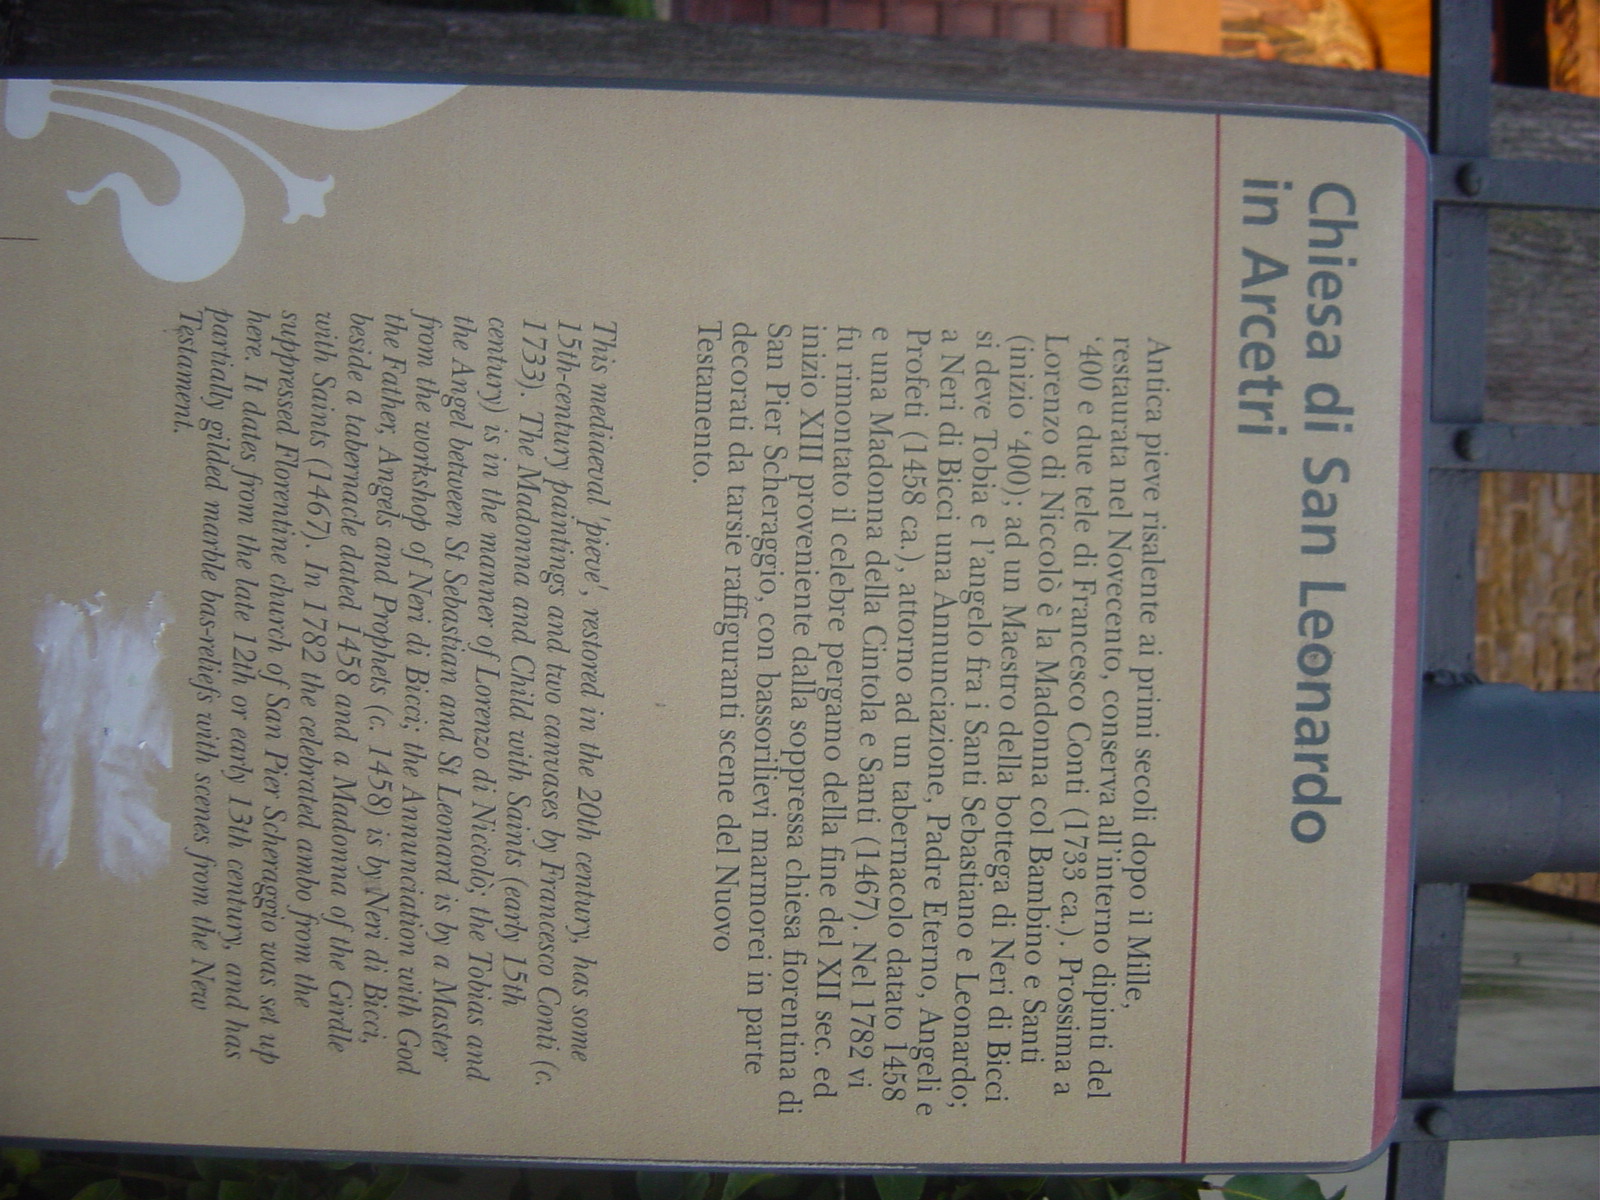 Chiesa di San Leonardo
in Arcetri
Antica pieve risalente ai primi secoli dopo il Mille,
restaurata nel Novecento, conserva all'interno dipinti del
‘400 e due tele di Francesco Conti (1733 ca.). Prossima a
Lorenzo di Niccolò è la Madonna col Bambino e Santi
(inizio ‘400); ad un Maestro della bottega di Neri di Bicci
si deve Tobia e l'angelo fra i Santi Sebastiano e Leonardo;
a Neri di Bicci una Annunciazione, Padre Eterno, Angeli e
Profeti (1458 ca.), attorno ad un tabernacolo datato 1458
e una Madonna della Cintola e Santi (1467). Nel 1782 vi
fu rimontato il celebre pergamo della fine del XII sec. ed
inizio XIII proveniente dalla soppressa chiesa fiorentina di
San Pier Scheraggio, con bassorilievi marmorei in parte
decorati da tarsie raffiguranti scene del Nuovo
Testamento.
This mediaeval 'pieve', restored in the 20th century, has some
15th-century paintings and two canvases by Francesco Conti (c.
1733). The Madonna and Child with Saints (early 15th
century) is in the manner of Lorenzo di Niccolò; the Tobias and
the Angel between St Sebastian and St Leonard is by a Master
from the workshop of Neri di Bicci; the Annunciation with God
the Father, Angels and Prophets (c. 1458) is by Neri di Bicci,
beside a tabernacle dated 1458 and a Madonna of the Girdle
with Saints (1467). In 1782 the celebrated ambo from the
suppressed Florentine church of San Pier Scheraggio was set up
here. It dates from the late 12th or early 13th century, and has
partially gilded marble bas-reliefs with scenes from the New
Testament.